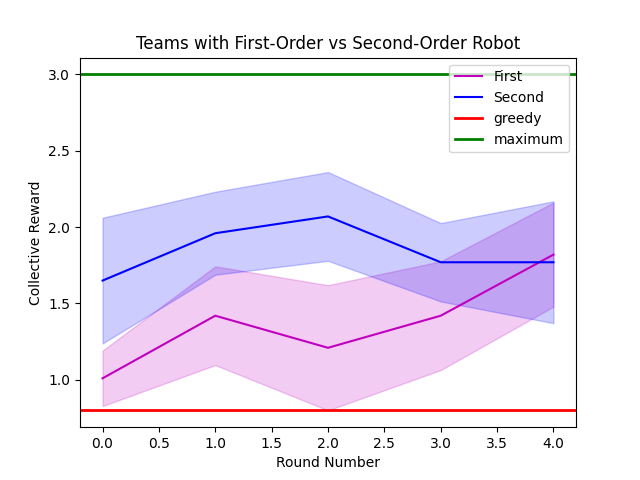 Teams with First-Order vs Second-Order Robot
3.0
2.5
2.0
1.5
1.0
Collective Reward
First
Second
greedy
maximum
0.0 0.5 1.0 1.5 2.0 2.5 3.0 3.5 4.0
Round Number